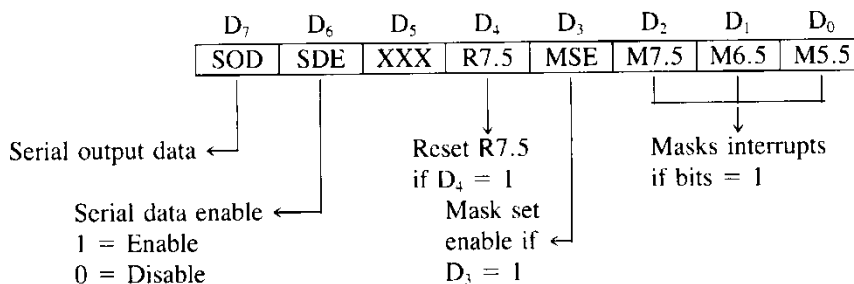 D₇ D₆ D₅ D₄ D₃ D₂ D₁ D₀
SOD SDE XXX R7.5 MSE M7.5 M6.5 M5.5
Serial output data
Serial data enable
1 = Enable
0 = Disable
Reset R7.5
if D₄ = 1
Mask set
enable if
D₃ = 1
Masks interrupts
if bits = 1